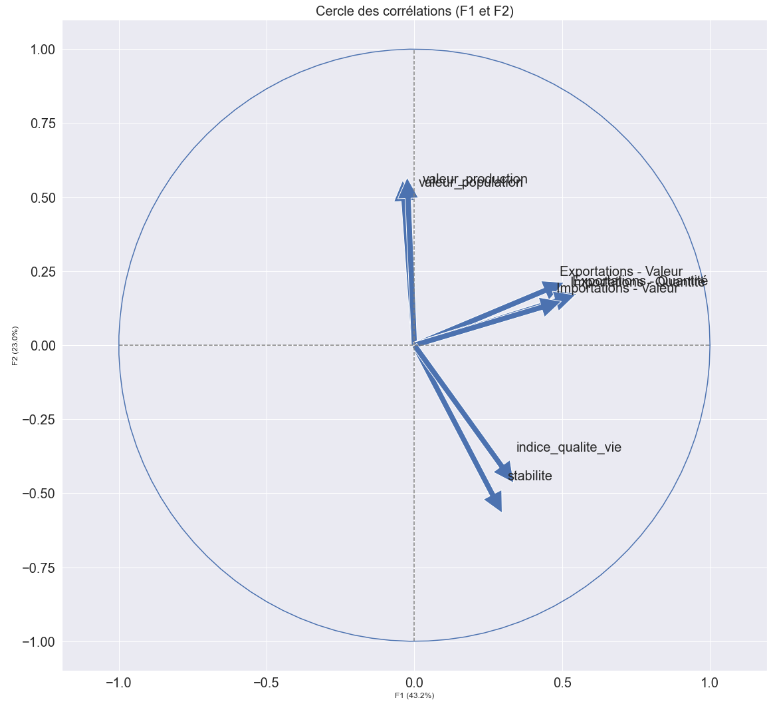 Cercle des corrélations (F1 et F2)
1.00
0.75
valeur_production
valeur_population
0.50
0.25
Exportations - Valeur
Exportations - Quantité
Importations - Quantité
Importations - Valeur
0.00
F2 (23.0%)
−0.25
indice_qualite_vie
stabilite
−0.50
−0.75
−1.00
−1.0
−0.5
0.0
0.5
1.0
F1 (43.2%)